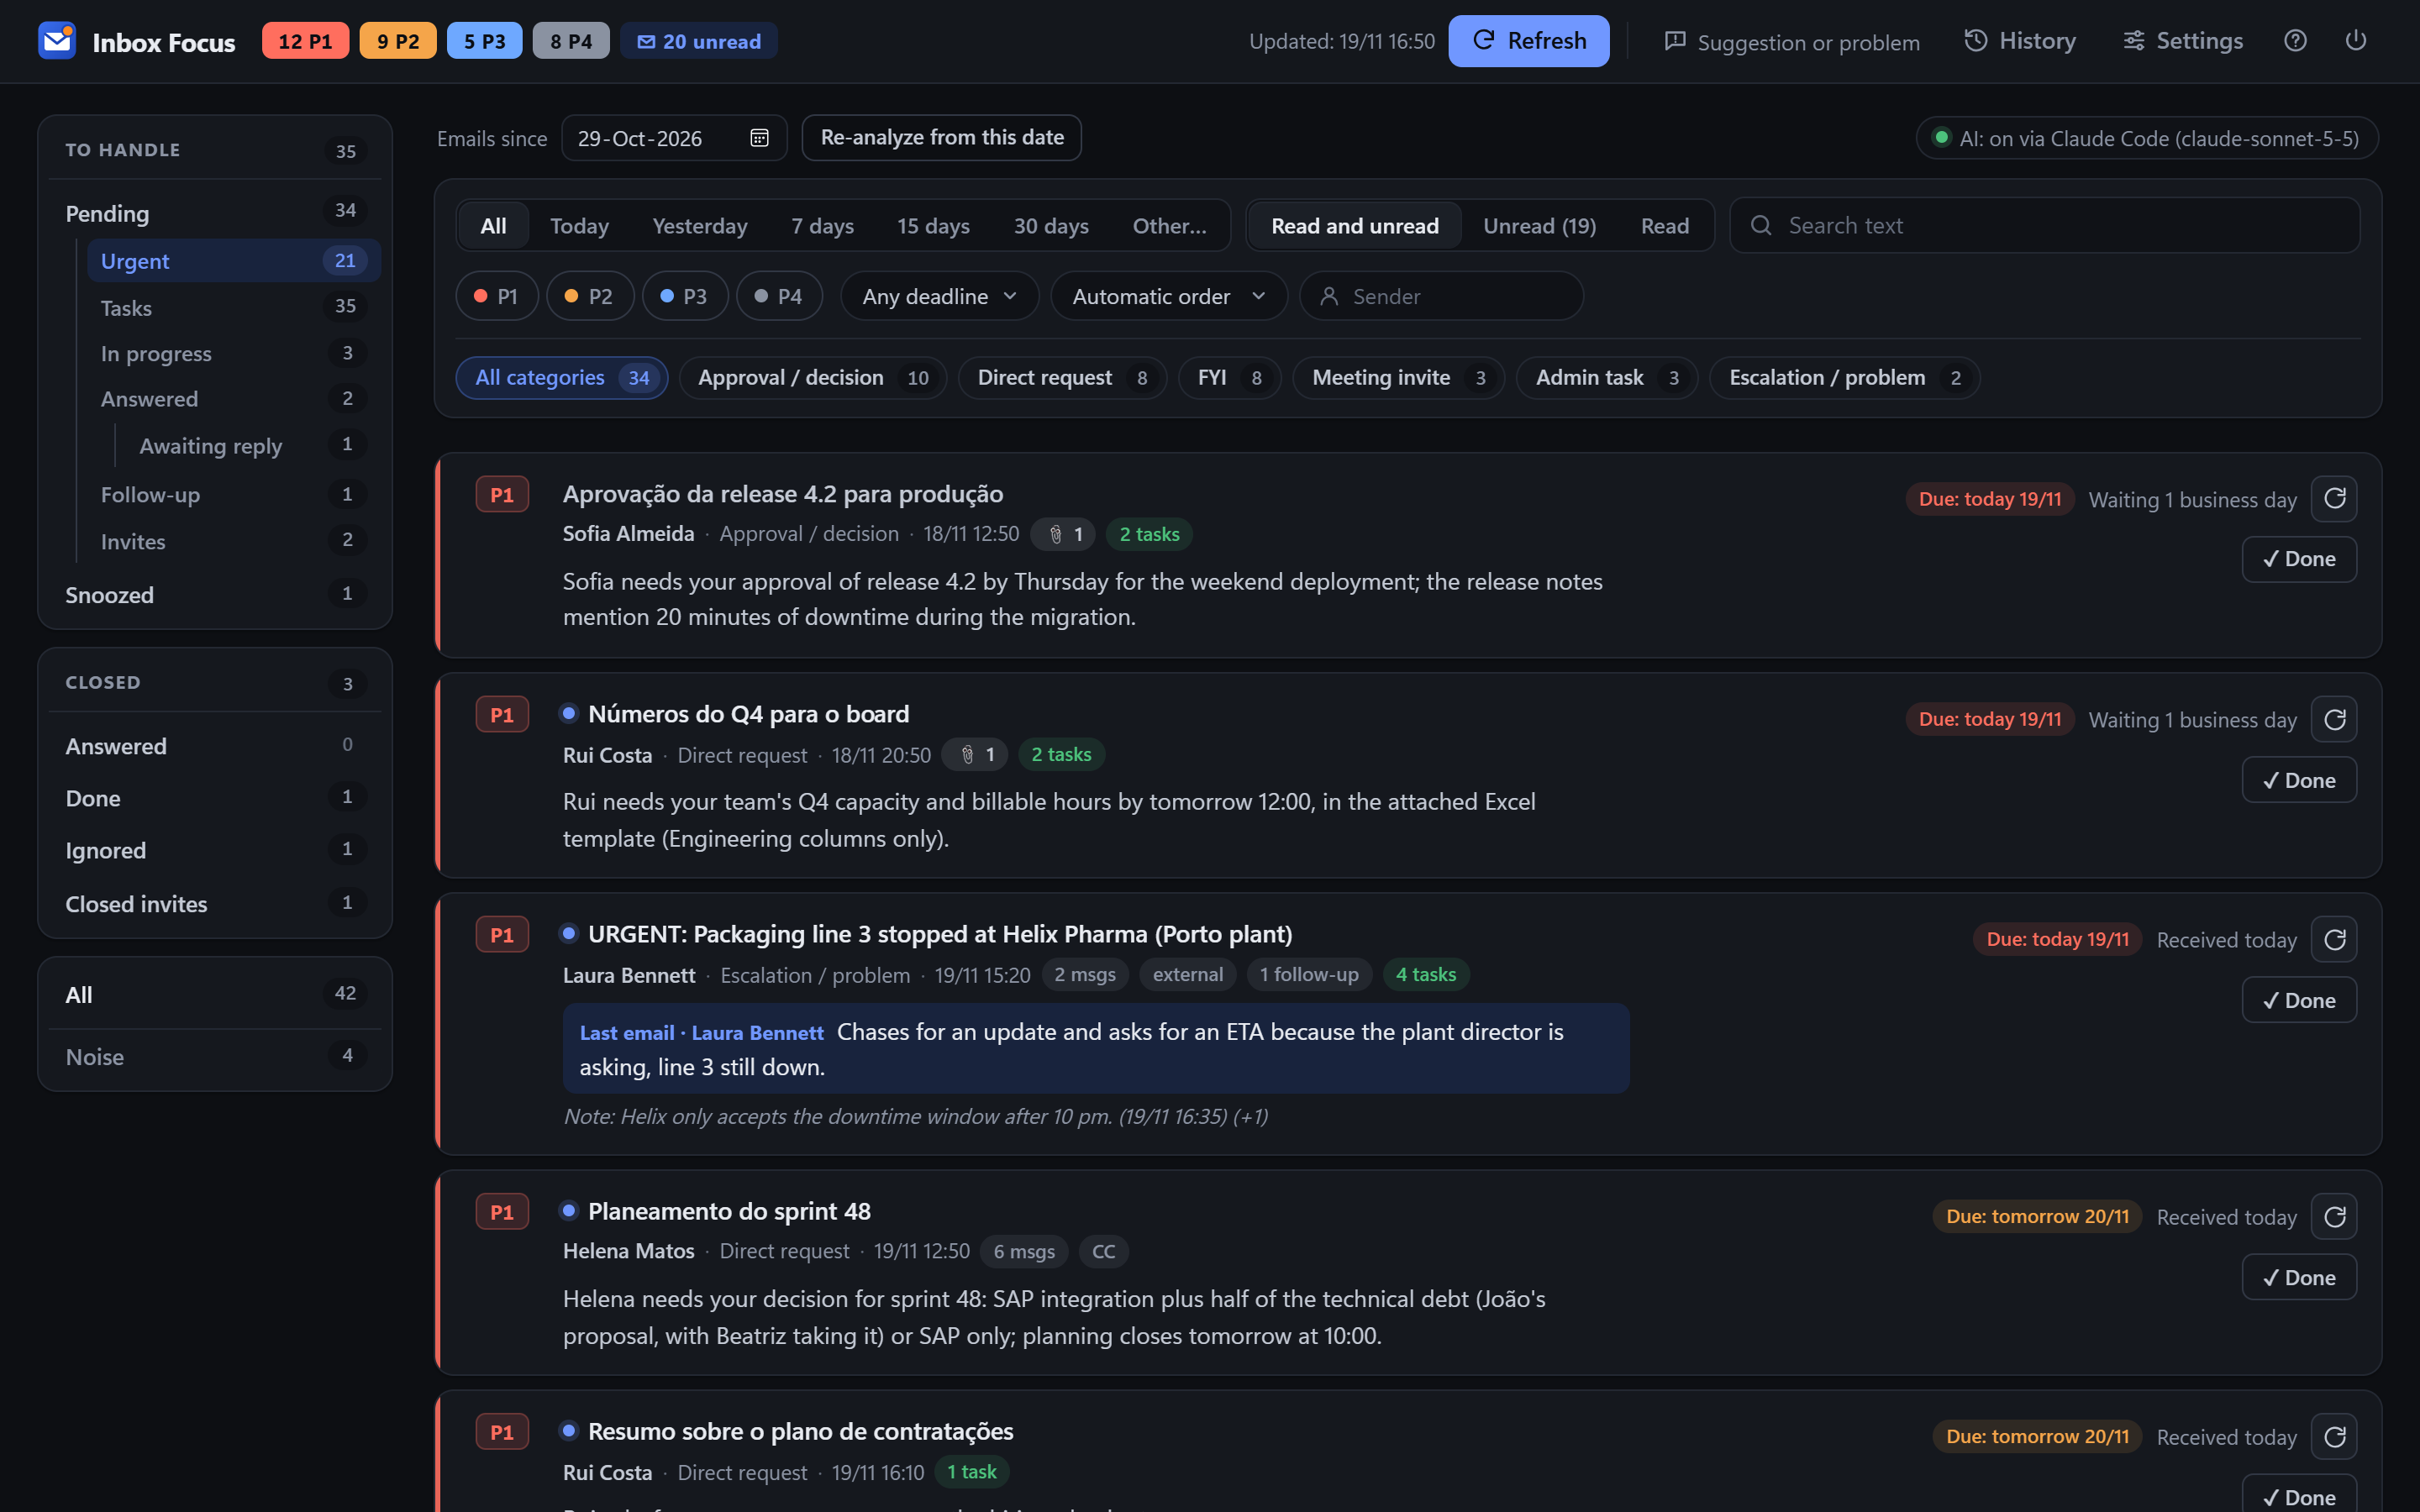 Inbox Focus 12 P1 9 P2 5 P3 8 P4 20 unread Updated: 19/11 16:50 Refresh Suggestion or problem History Settings
TO HANDLE 35
Pending 34
Urgent 21
Tasks 35
In progress 3
Answered 2
Awaiting reply 1
Follow-up 1
Invites 2
Snoozed 1
CLOSED 3
Answered 0
Done 1
Ignored 1
Closed invites 1
All 42
Noise 4
Emails since 29-Oct-2026 Re-analyze from this date AI: on via Claude Code (claude-sonnet-5-5)
All Today Yesterday 7 days 15 days 30 days Other... Read and unread Unread (19) Read Search text
P1 P2 P3 P4 Any deadline Automatic order Sender
All categories 34 Approval / decision 10 Direct request 8 FYI 8 Meeting invite 3 Admin task 3 Escalation / problem 2
P1 Aprovação da release 4.2 para produção Due: today 19/11 Waiting 1 business day
Sofia Almeida · Approval / decision · 18/11 12:50 1 2 tasks
✓ Done
Sofia needs your approval of release 4.2 by Thursday for the weekend deployment; the release notes
mention 20 minutes of downtime during the migration.
P1 Números do Q4 para o board Due: today 19/11 Waiting 1 business day
Rui Costa · Direct request · 18/11 20:50 1 2 tasks
✓ Done
Rui needs your team's Q4 capacity and billable hours by tomorrow 12:00, in the attached Excel
template (Engineering columns only).
P1 URGENT: Packaging line 3 stopped at Helix Pharma (Porto plant) Due: today 19/11 Received today
Laura Bennett · Escalation / problem · 19/11 15:20 2 msgs external 1 follow-up 4 tasks
✓ Done
Last email · Laura Bennett Chases for an update and asks for an ETA because the plant director is
asking, line 3 still down.
Note: Helix only accepts the downtime window after 10 pm. (19/11 16:35) (+1)
P1 Planeamento do sprint 48 Due: tomorrow 20/11 Received today
Helena Matos · Direct request · 19/11 12:50 6 msgs CC
✓ Done
Helena needs your decision for sprint 48: SAP integration plus half of the technical debt (João's
proposal, with Beatriz taking it) or SAP only; planning closes tomorrow at 10:00.
P1 Resumo sobre o plano de contratações Due: tomorrow 20/11 Received today
Rui Costa · Direct request · 19/11 16:10 1 task
✓ Done